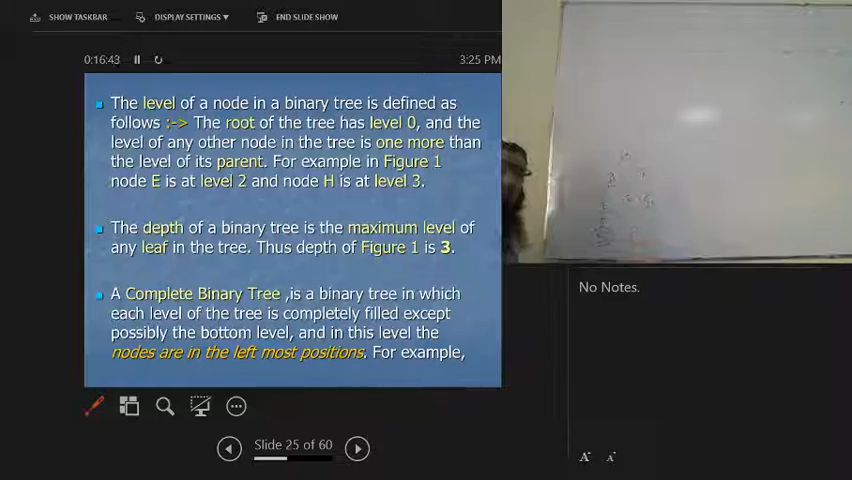 SHOW TASKBAR
DISPLAY SETTINGS ▾
END SLIDE SHOW
0:16:43
3:25 PM
The level of a node in a binary tree is defined as
follows :-> The root of the tree has level 0, and the
level of any other node in the tree is one more than
the level of its parent. For example in Figure 1
node E is at level 2 and node H is at level 3.
The depth of a binary tree is the maximum level of
any leaf in the tree. Thus depth of Figure 1 is 3.
A Complete Binary Tree ,is a binary tree in which
each level of the tree is completely filled except
possibly the bottom level, and in this level the
nodes are in the left most positions. For example,
No Notes.
Slide 25 of 60
A A